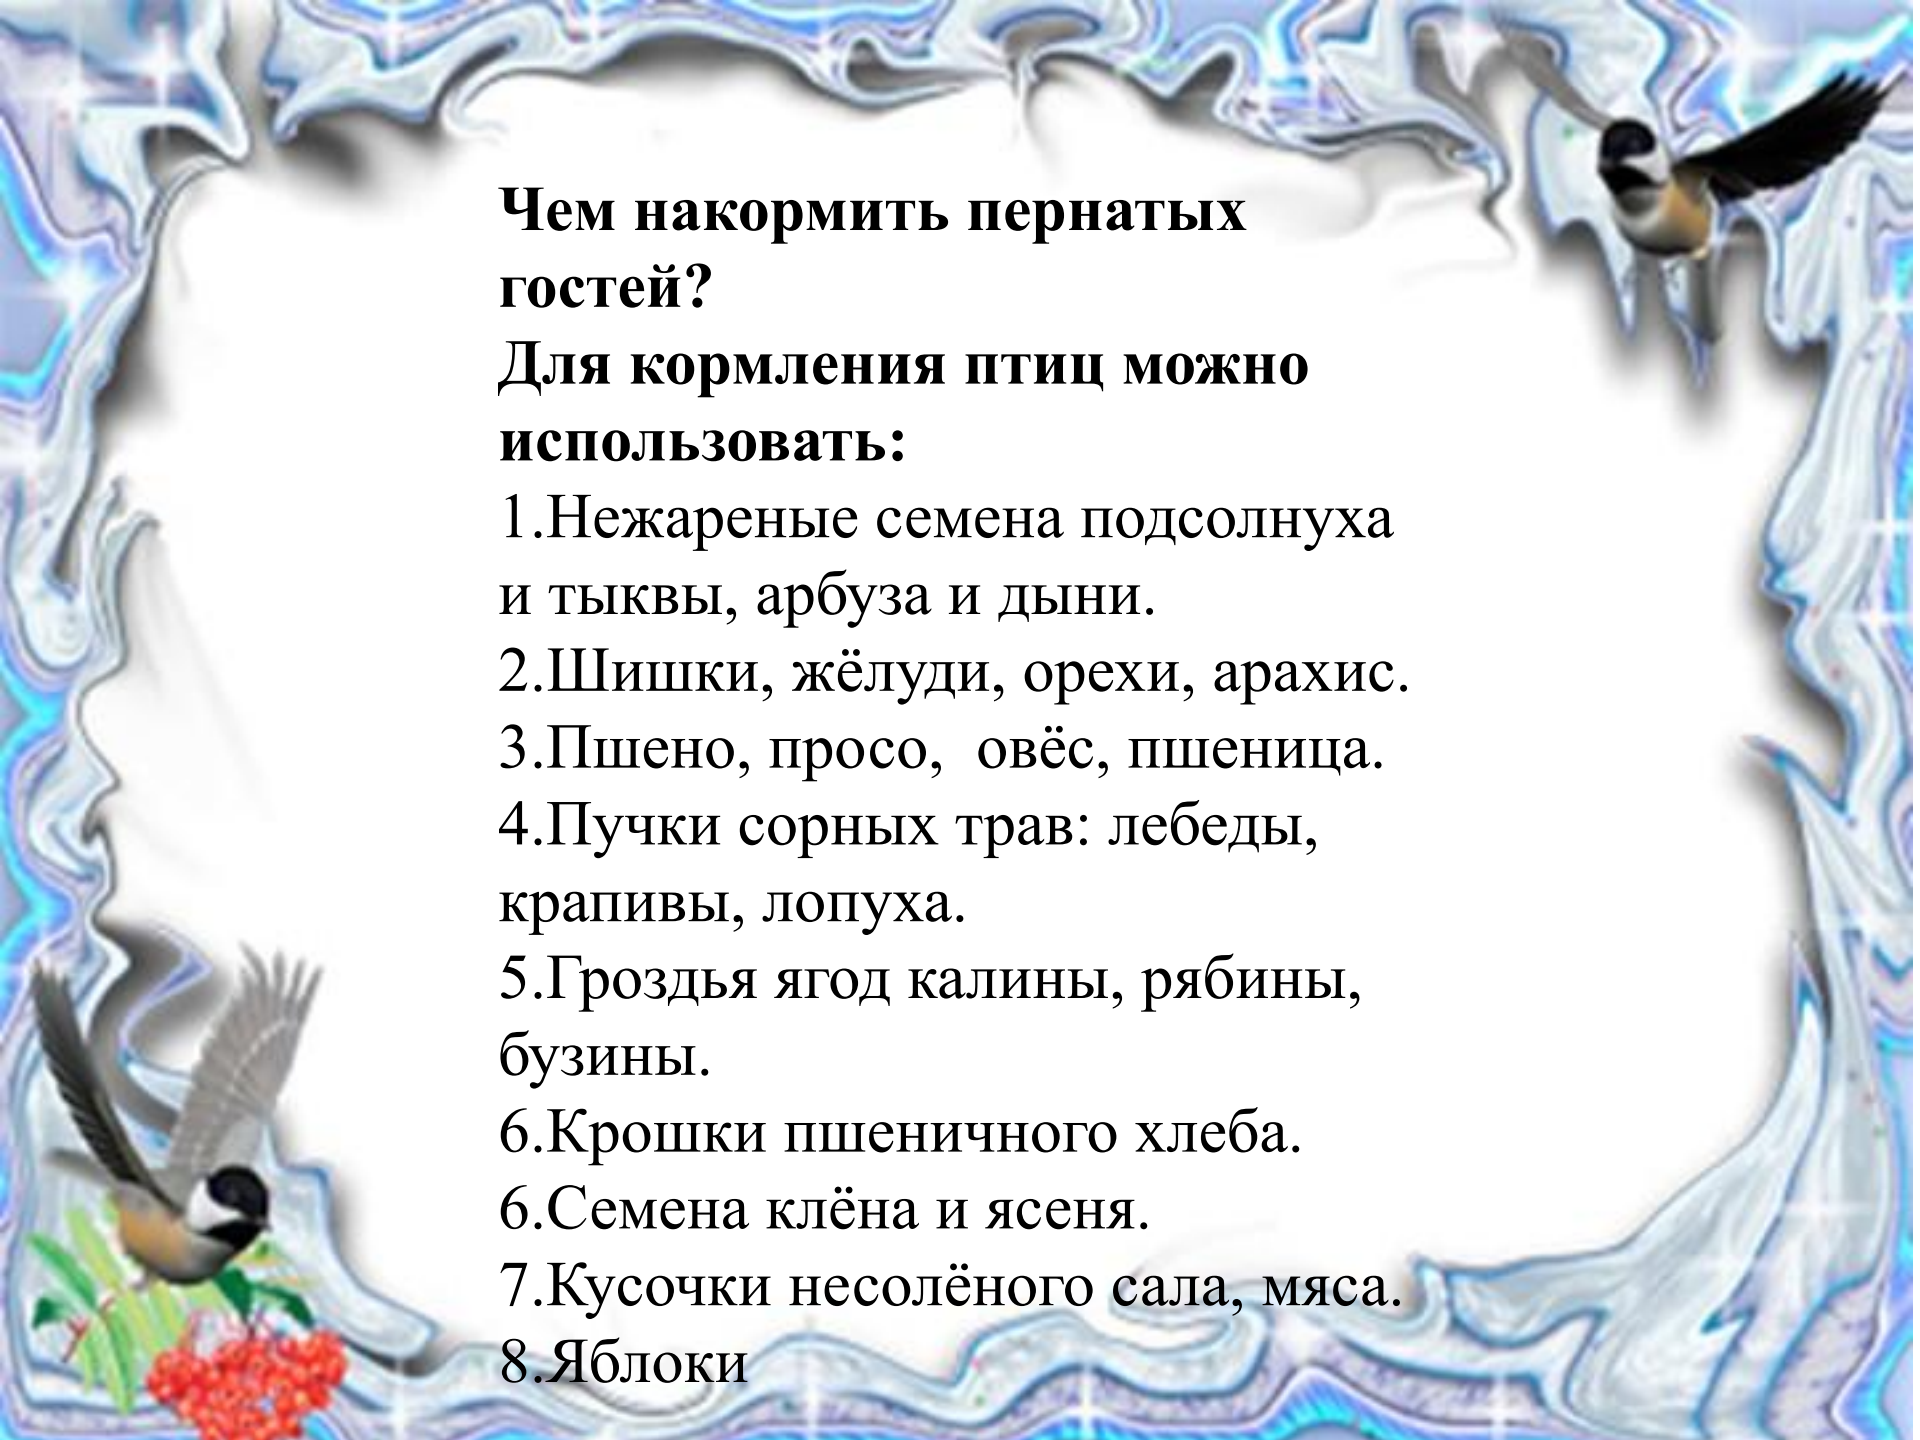 Чем накормить пернатых
гостей?
Для кормления птиц можно
использовать:
1.Нежареные семена подсолнуха
и тыквы, арбуза и дыни.
2.Шишки, жёлуди, орехи, арахис.
3.Пшено, просо,  овёс, пшеница.
4.Пучки сорных трав: лебеды,
крапивы, лопуха.
5.Гроздья ягод калины, рябины,
бузины.
6.Крошки пшеничного хлеба.
6.Семена клёна и ясеня.
7.Кусочки несолёного сала, мяса.
8.Яблоки